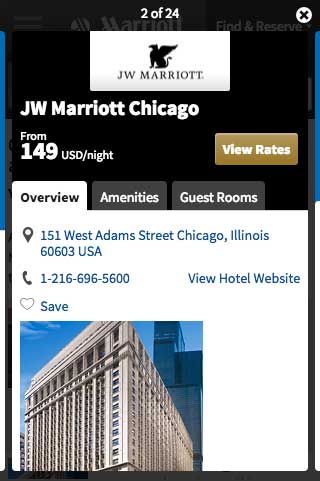 2 of 24
Find & Reserve
JW MARRIOTT
JW Marriott Chicago
From
149 USD/night
View Rates
Overview
Amenities
Guest Rooms
151 West Adams Street Chicago, Illinois
60603 USA
1-216-696-5600
View Hotel Website
Save